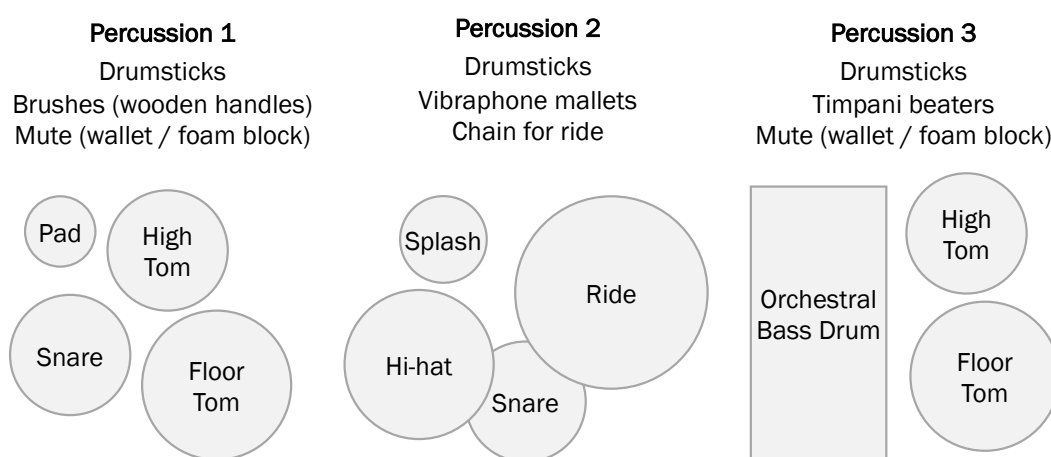 Percussion 1
Drumsticks
Brushes (wooden handles)
Mute (wallet / foam block)
Pad
High
Tom
Snare
Floor
Tom
Percussion 2
Drumsticks
Vibraphone mallets
Chain for ride
Splash
Ride
Hi-hat
Snare
Percussion 3
Drumsticks
Timpani beaters
Mute (wallet / foam block)
High
Tom
Orchestral
Bass Drum
Floor
Tom